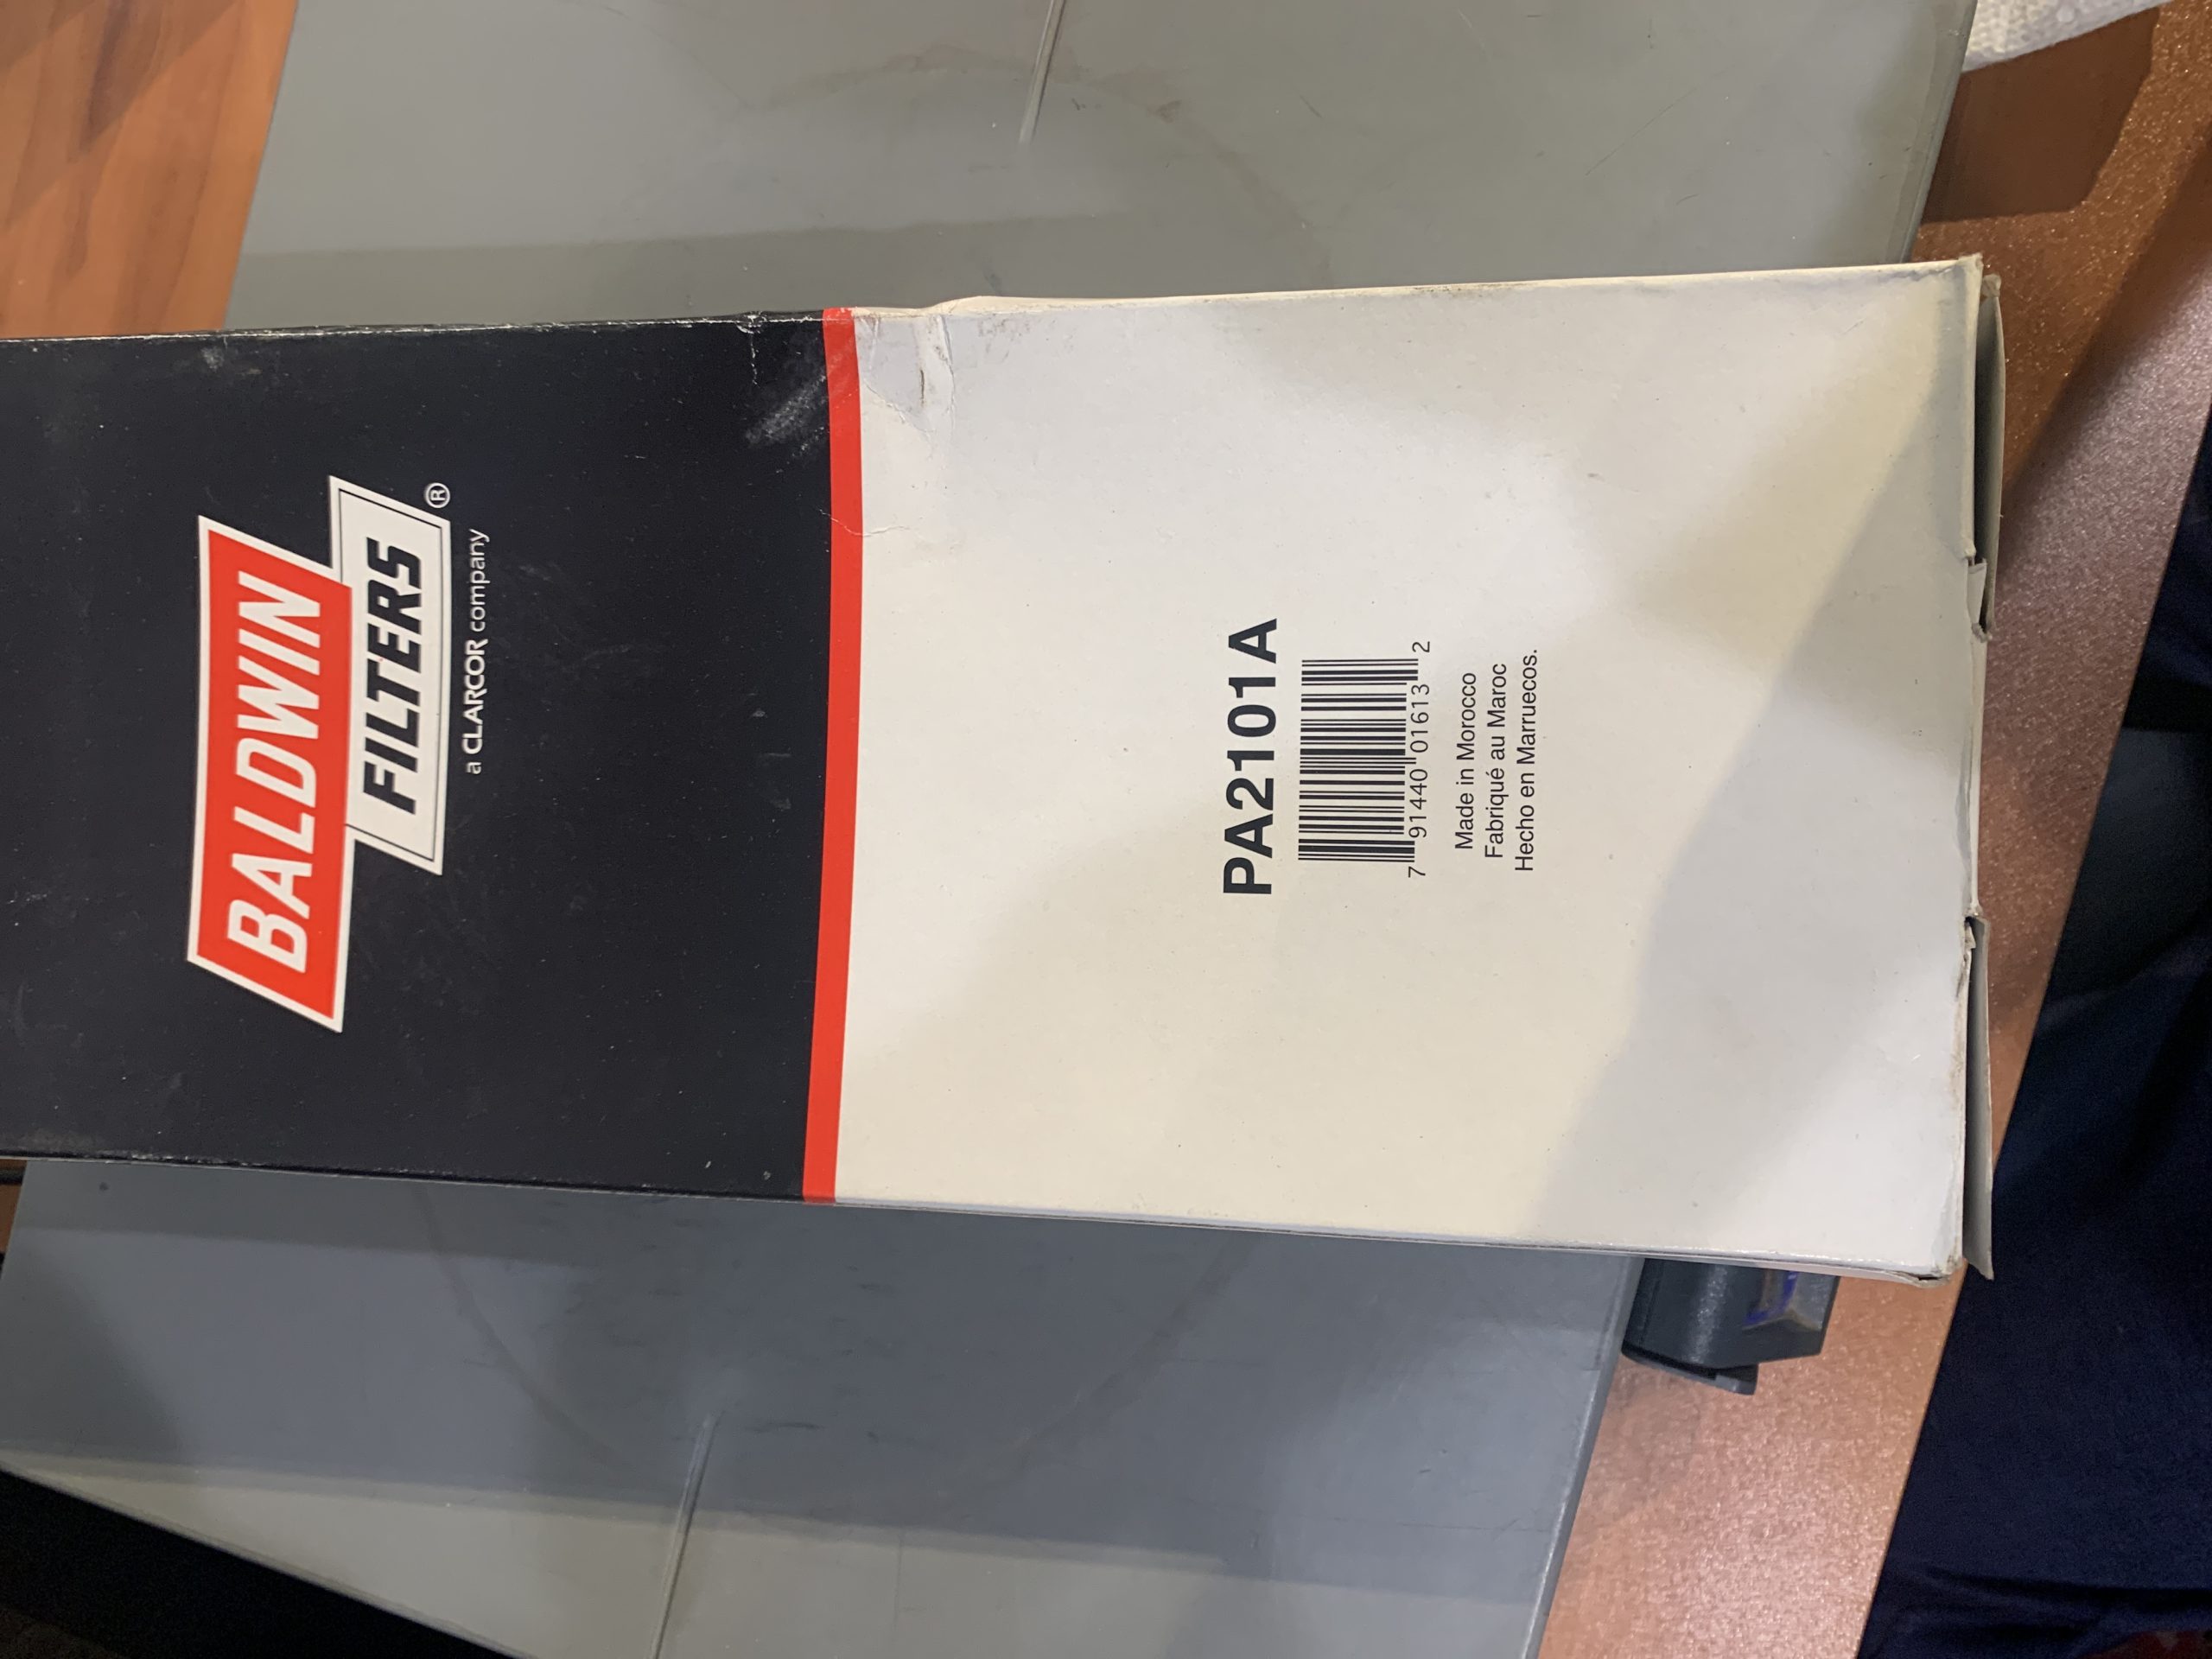 BALDWIN
FILTERS®
a CLARCOR company
PA2101A
7 91440 01613 2
Made in Morocco
Fabriqué au Maroc
Hecho en Marruecos.